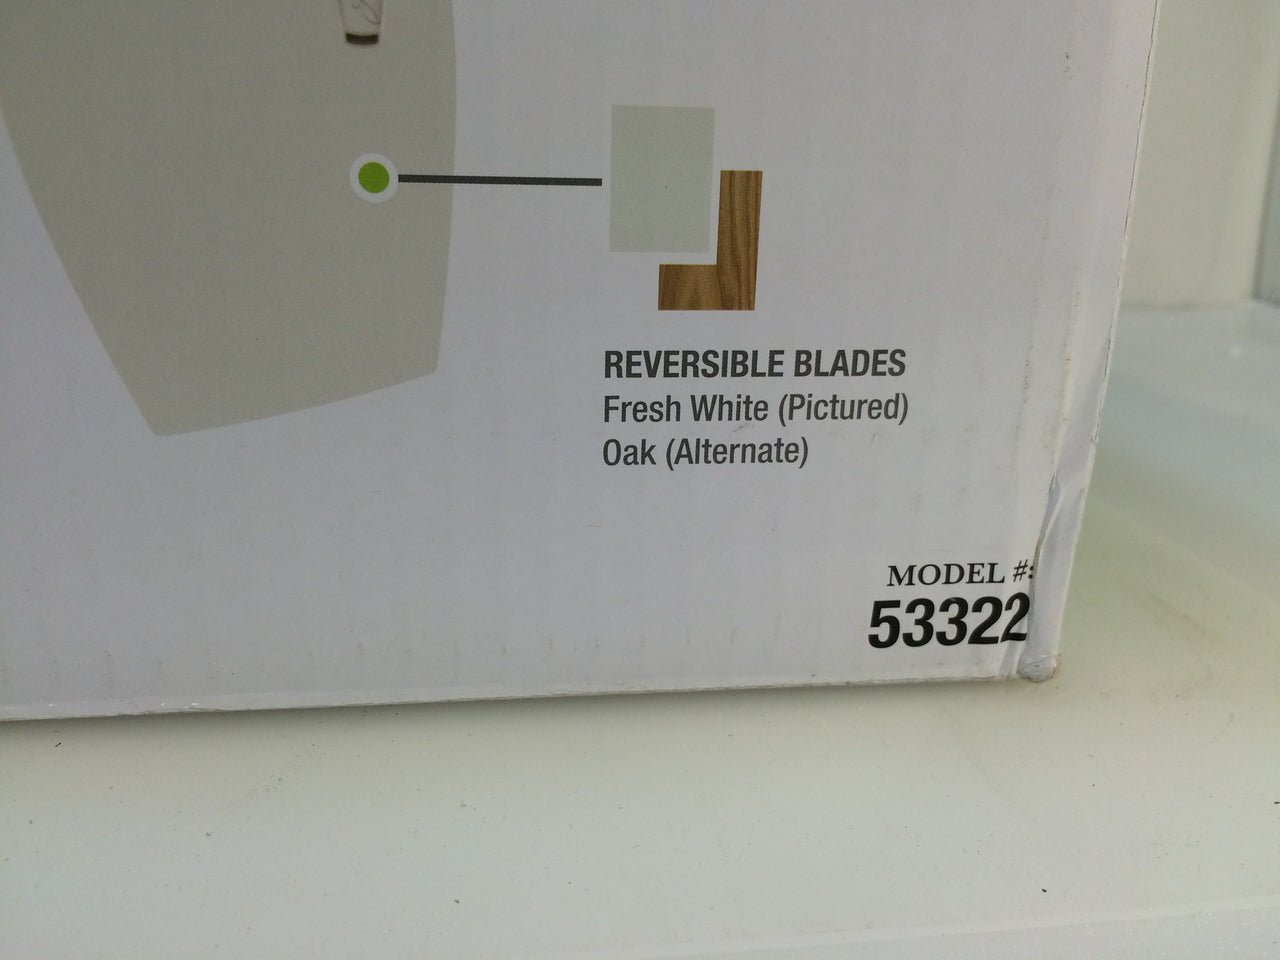 REVERSIBLE BLADES
Fresh White (Pictured)
Oak (Alternate)
MODEL #:
53322